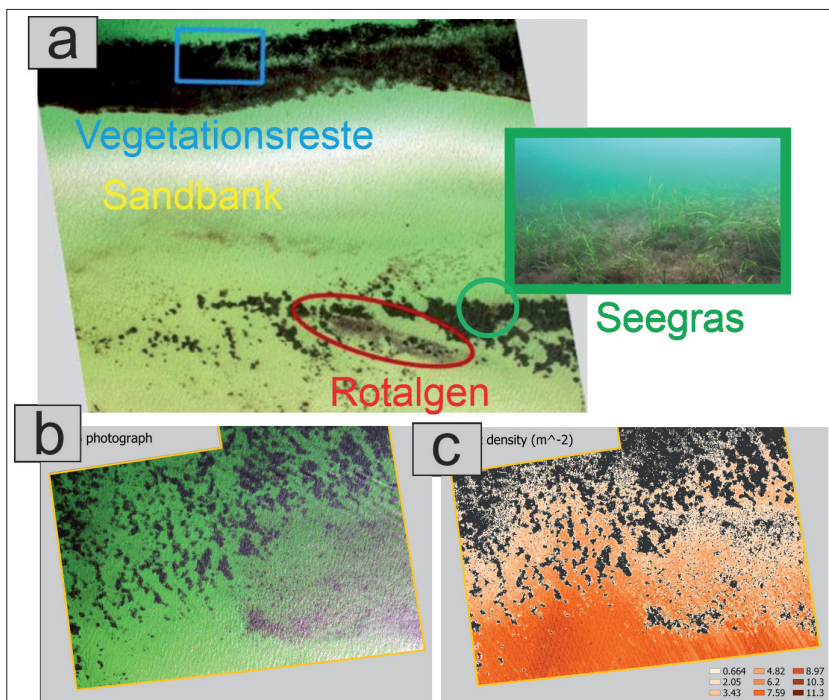 a
Vegetationsreste
Sandbank
Seegras
Rotalgen
b
photograph
c
density (m^-2)
0.664 4.82 8.97
2.05 6.2 10.3
3.43 7.59 11.3